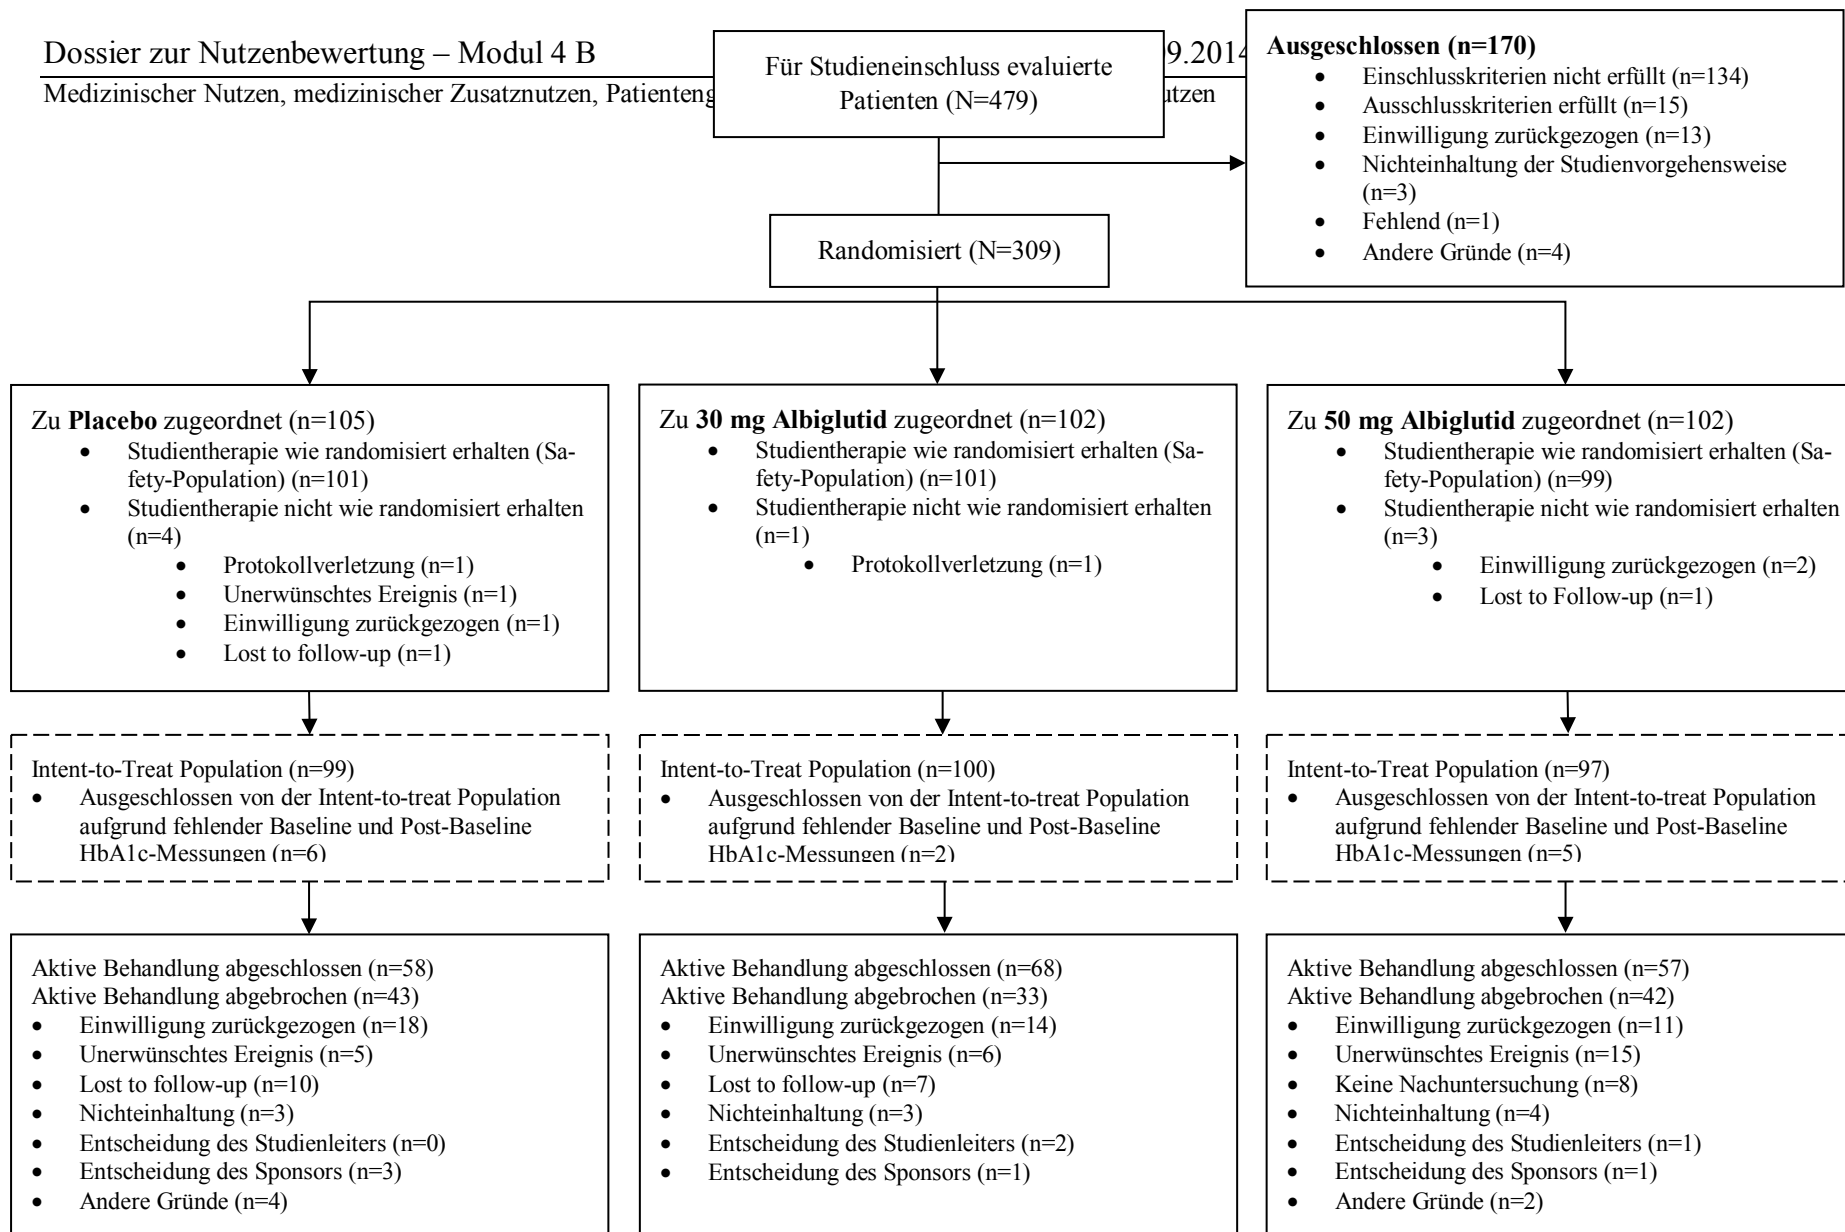 Dossier zur Nutzenbewertung – Modul 4 B
9.2014
Medizinischer Nutzen, medizinischer Zusatznutzen, Patienteng
utzen
Für Studieneinschluss evaluierte
Patienten (N=479)
Ausgeschlossen (n=170)
• Einschlusskriterien nicht erfüllt (n=134)
• Ausschlusskriterien erfüllt (n=15)
• Einwilligung zurückgezogen (n=13)
• Nichteinhaltung der Studienvorgehensweise
(n=3)
• Fehlend (n=1)
• Andere Gründe (n=4)
Randomisiert (N=309)
Zu Placebo zugeordnet (n=105)
• Studientherapie wie randomisiert erhalten (Sa-
fety-Population) (n=101)
• Studientherapie nicht wie randomisiert erhalten
(n=4)
• Protokollverletzung (n=1)
• Unerwünschtes Ereignis (n=1)
• Einwilligung zurückgezogen (n=1)
• Lost to follow-up (n=1)
Zu 30 mg Albiglutid zugeordnet (n=102)
• Studientherapie wie randomisiert erhalten (Sa-
fety-Population) (n=101)
• Studientherapie nicht wie randomisiert erhalten
(n=1)
• Protokollverletzung (n=1)
Zu 50 mg Albiglutid zugeordnet (n=102)
• Studientherapie wie randomisiert erhalten (Sa-
fety-Population) (n=99)
• Studientherapie nicht wie randomisiert erhalten
(n=3)
• Einwilligung zurückgezogen (n=2)
• Lost to Follow-up (n=1)
Intent-to-Treat Population (n=99)
• Ausgeschlossen von der Intent-to-treat Population
aufgrund fehlender Baseline und Post-Baseline
HbA1c-Messungen (n=6)
Intent-to-Treat Population (n=100)
• Ausgeschlossen von der Intent-to-treat Population
aufgrund fehlender Baseline und Post-Baseline
HbA1c-Messungen (n=2)
Intent-to-Treat Population (n=97)
• Ausgeschlossen von der Intent-to-treat Population
aufgrund fehlender Baseline und Post-Baseline
HbA1c-Messungen (n=5)
Aktive Behandlung abgeschlossen (n=58)
Aktive Behandlung abgebrochen (n=43)
• Einwilligung zurückgezogen (n=18)
• Unerwünschtes Ereignis (n=5)
• Lost to follow-up (n=10)
• Nichteinhaltung (n=3)
• Entscheidung des Studienleiters (n=0)
• Entscheidung des Sponsors (n=3)
• Andere Gründe (n=4)
Aktive Behandlung abgeschlossen (n=68)
Aktive Behandlung abgebrochen (n=33)
• Einwilligung zurückgezogen (n=14)
• Unerwünschtes Ereignis (n=6)
• Lost to follow-up (n=7)
• Nichteinhaltung (n=3)
• Entscheidung des Studienleiters (n=2)
• Entscheidung des Sponsors (n=1)
Aktive Behandlung abgeschlossen (n=57)
Aktive Behandlung abgebrochen (n=42)
• Einwilligung zurückgezogen (n=11)
• Unerwünschtes Ereignis (n=15)
• Keine Nachuntersuchung (n=8)
• Nichteinhaltung (n=4)
• Entscheidung des Studienleiters (n=1)
• Entscheidung des Sponsors (n=1)
• Andere Gründe (n=2)